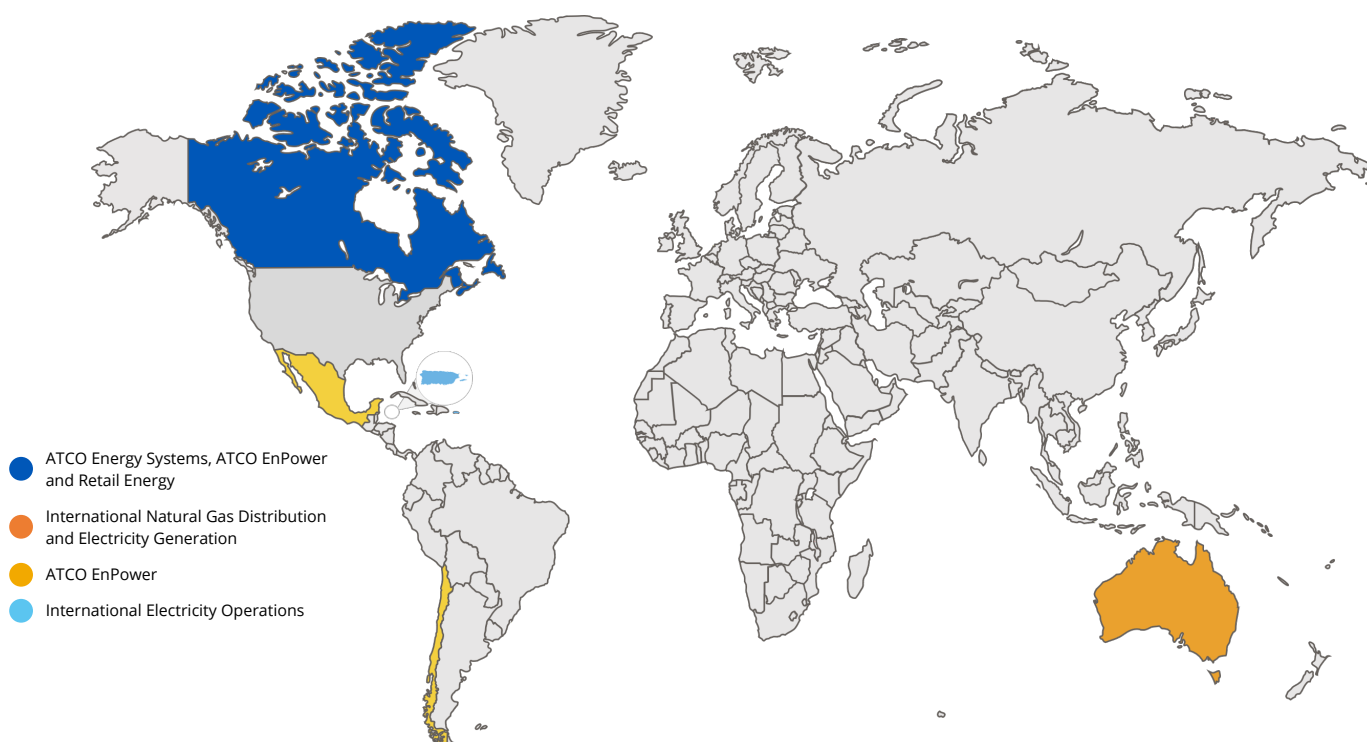 ATCO Energy Systems, ATCO EnPower
and Retail Energy
International Natural Gas Distribution
and Electricity Generation
ATCO EnPower
International Electricity Operations